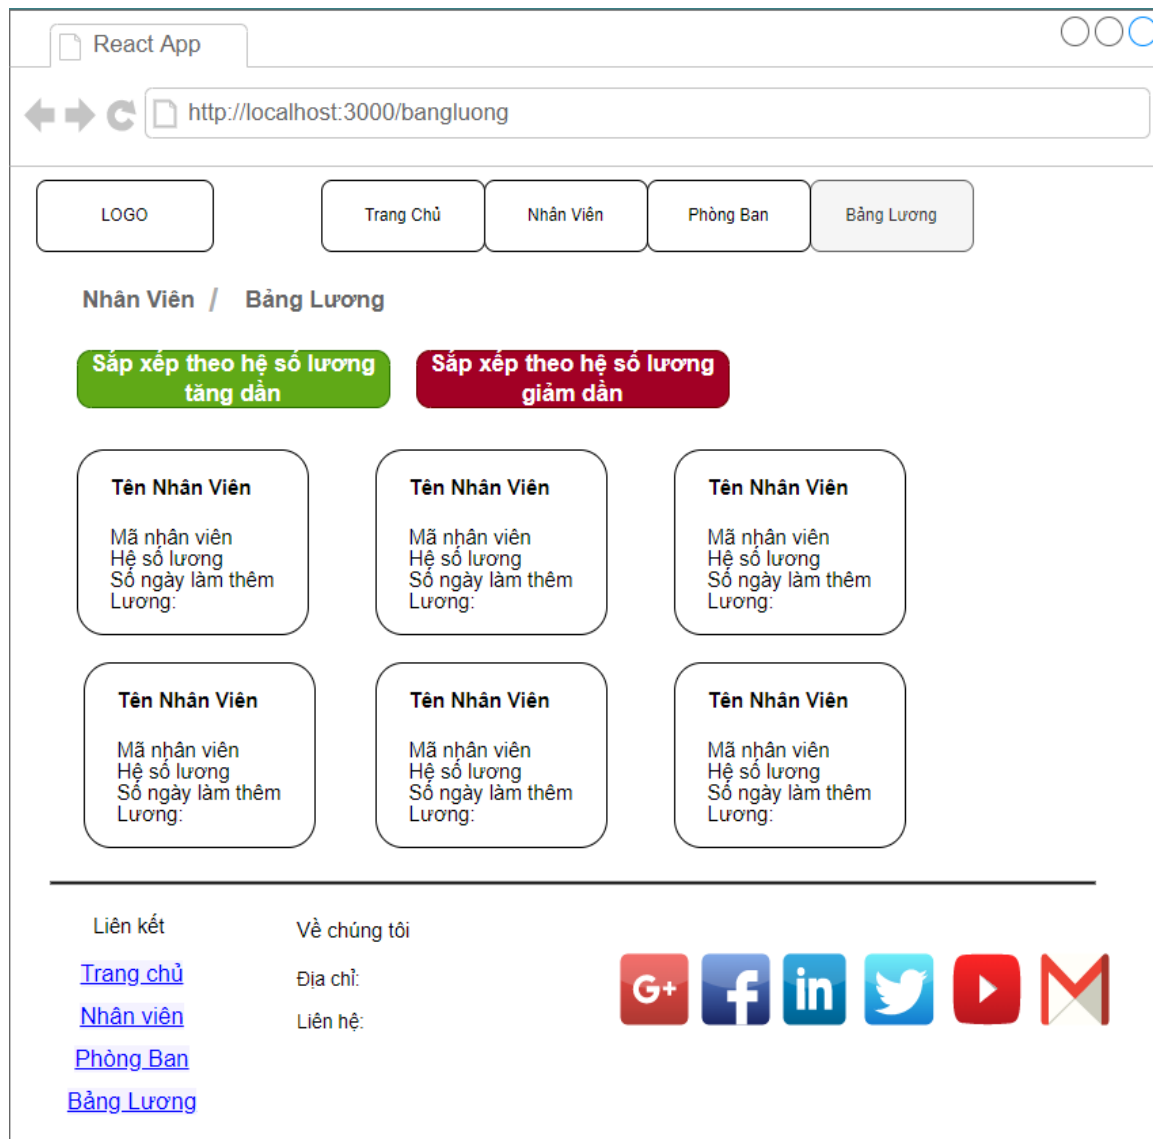 React App
http://localhost:3000/bangluong
LOGO
Trang Chủ
Nhân Viên
Phòng Ban
Bảng Lương
Nhân Viên / Bảng Lương
Sắp xếp theo hệ số lương
tăng dần
Sắp xếp theo hệ số lương
giảm dần
Tên Nhân Viên
Mã nhân viên
Hệ số lương
Số ngày làm thêm
Lương:
Tên Nhân Viên
Mã nhân viên
Hệ số lương
Số ngày làm thêm
Lương:
Tên Nhân Viên
Mã nhân viên
Hệ số lương
Số ngày làm thêm
Lương:
Tên Nhân Viên
Mã nhân viên
Hệ số lương
Số ngày làm thêm
Lương:
Tên Nhân Viên
Mã nhân viên
Hệ số lương
Số ngày làm thêm
Lương:
Tên Nhân Viên
Mã nhân viên
Hệ số lương
Số ngày làm thêm
Lương:
Liên kết
Trang chủ
Nhân viên
Phòng Ban
Bảng Lương
Về chúng tôi
Địa chỉ:
Liên hệ:
G+
f
in